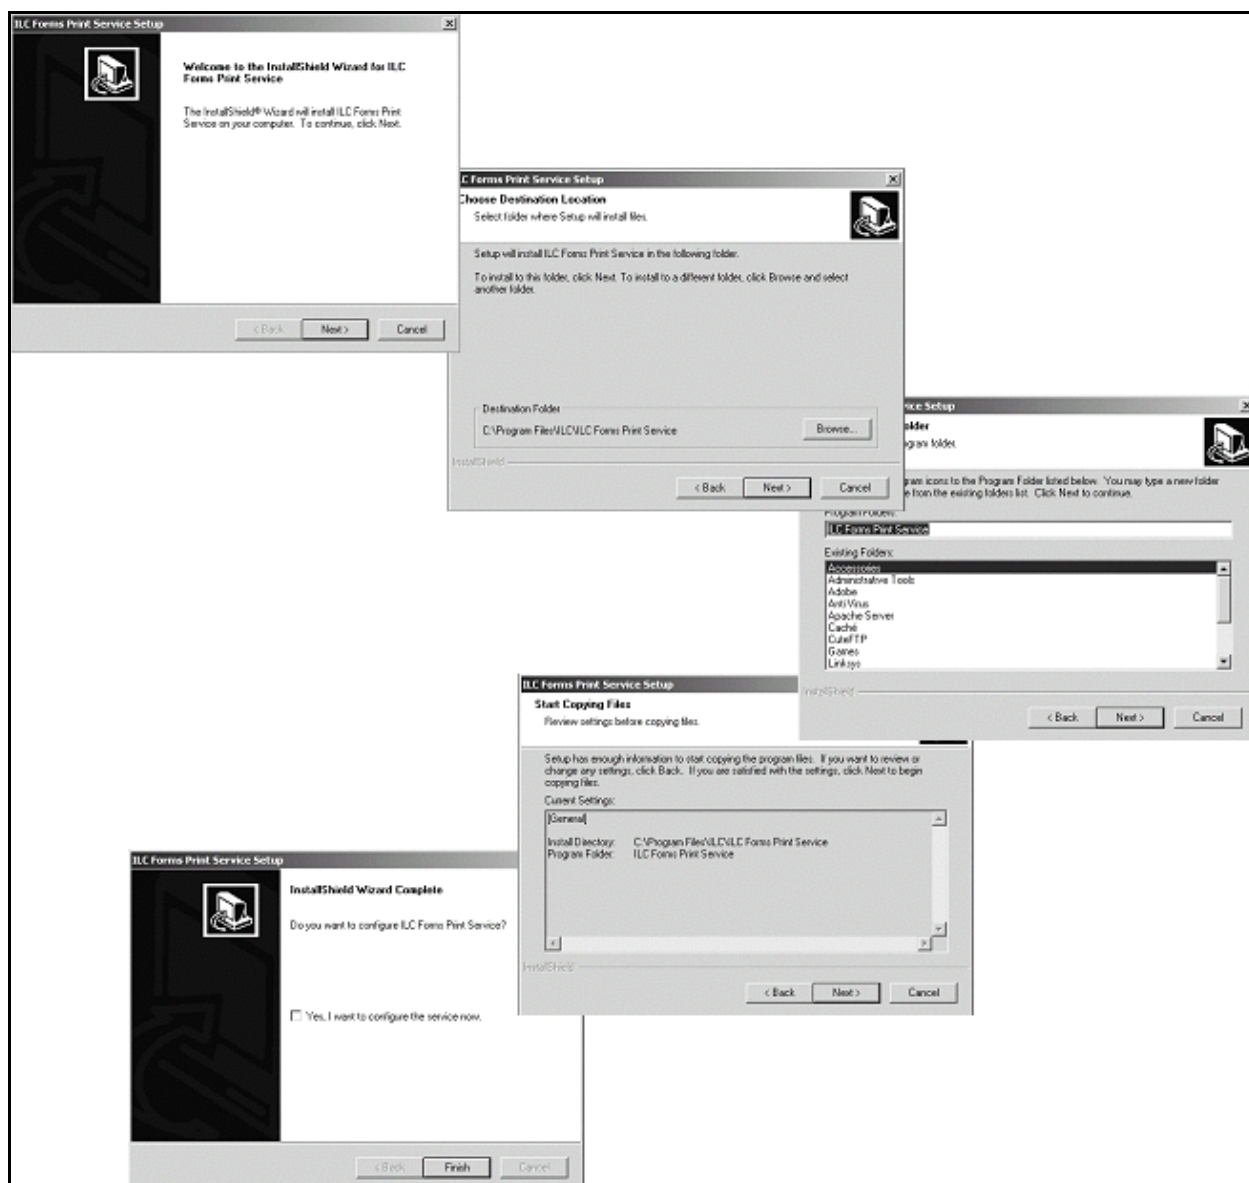 ILC Forms Print Service Setup
Welcome to the InstallShield Wizard for ILC
Forms Print Service
The InstallShield® Wizard will install ILC Forms Print
Service on your computer. To continue, click Next.
< Back
Next >
Cancel
C Forms Print Service Setup
Choose Destination Location
Select folder where Setup will install files.
Setup will install ILC Forms Print Service in the following folder.
To install to this folder, click Next. To install to a different folder, click Browse and select
another folder.
Destination Folder
C:\Program Files\ILC\ILC Forms Print Service
Browse...
InstallShield
< Back
Next >
Cancel
ice Setup
older
gram folder.
ram icons to the Program Folder listed below. You may type a new folder
e from the existing folders list. Click Next to continue.
Program Folders:
ILC Forms Print Service
Existing Folders:
Accessories
Administrative Tools
Adobe
AntiVirus
Apache Server
Caché
CuteFTP
Games
Linksys
InstallShield
< Back
Next >
Cancel
ILC Forms Print Service Setup
Start Copying Files
Review settings before copying files.
Setup has enough information to start copying the program files. If you want to review or
change any settings, click Back. If you are satisfied with the settings, click Next to begin
copying files.
Current Settings:
[General]
Install Directory: C:\Program Files\ILC\ILC Forms Print Service
Program Folder: ILC Forms Print Service
InstallShield
< Back
Next >
Cancel
ILC Forms Print Service Setup
InstallShield Wizard Complete
Do you want to configure ILC Forms Print Service?
Yes, I want to configure the service now.
< Back
Finish
Cancel